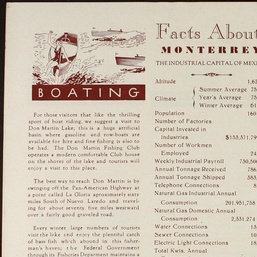 BOATING
For those visitors that like the thrilling
sport of boat riding, we suggest a visit to
Don Martin Lake; this is a huge artificial
basin where gasoline and row-boats are
available for hire and fine fishing is also to
be had. The Don Martin Fishing Club
operates a modern comfortable Club house
on the shores of the lake and tourists will
enjoy a visit to this place.
The best way to reach Don Martin is by
swinging off the Pan-American Highway at
a point called La Gloria aproximately sixty
miles South of Nuevo Laredo and travel-
ing for about seventy five miles westward
over a fairly good graveled road.
Every winter large numbers of tourists
visit the lake and enjoy the plentiful catch
of bass fish which abound in this fisher-
man's heaven; the Federal Government
through its Fisheries Department maintains a
Facts Abou
MONTERREY
THE INDUSTRIAL CAPITAL OF MEX
Altitude
Climate
Summer Average
Year's Average
Winter Average
Population
Number of Factories
Capital Invested in
Industries
Number of Workmen
Employed
Weekly Industrial Payroll
Annual Tonnage Received
Annual Tonnage Shipped
Telephone Connections
Natural Gas Industrial Annual
Consumption
Natural Gas Domestic Annual
Consumption
Water Connections
Sewer Connections
Electric Light Connections
Total Kwts. Annual